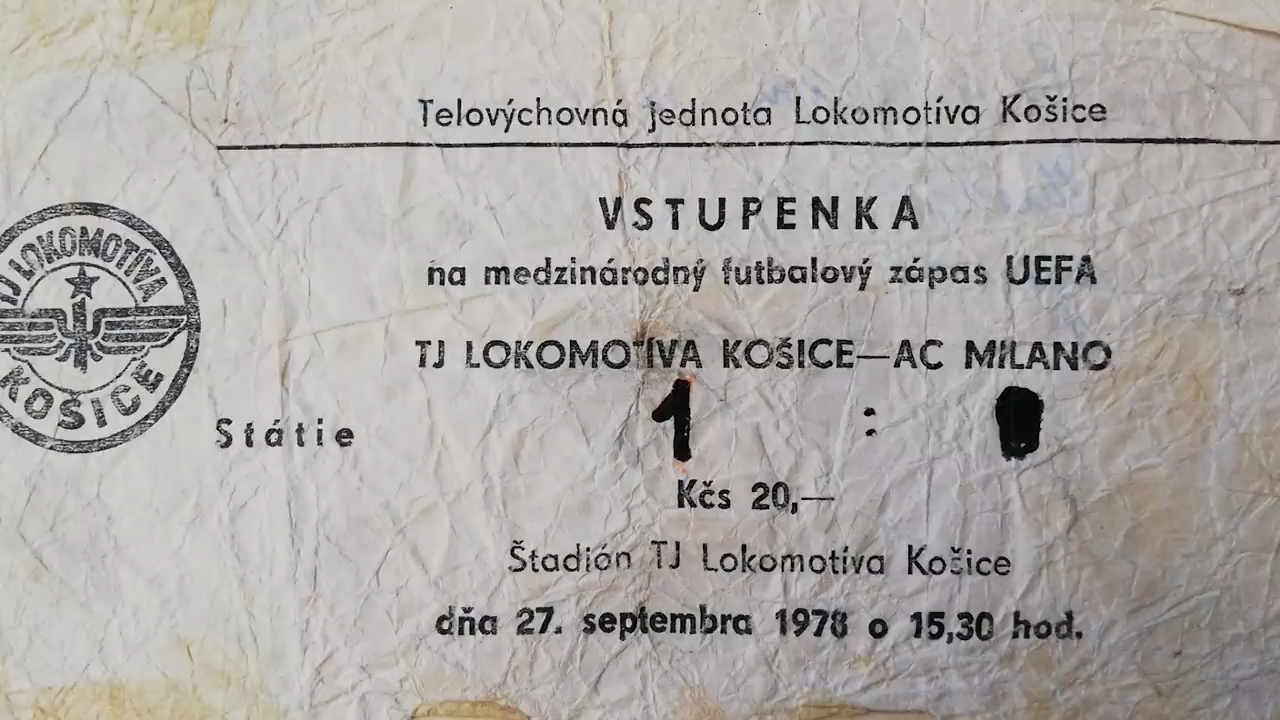 Telovýchovná jednota Lokomotíva Košice
VSTUPENKA
na medzinárodný futbalový zápas UEFA
TJ LOKOMOTÍVA KOŠICE—AC MILANO
1 : 0
Státie
Kčs 20,—
Štadión TJ Lokomotíva Košice
dňa 27. septembra 1978 o 15,30 hod.
TJ LOKOMOTÍVA
KOŠICE